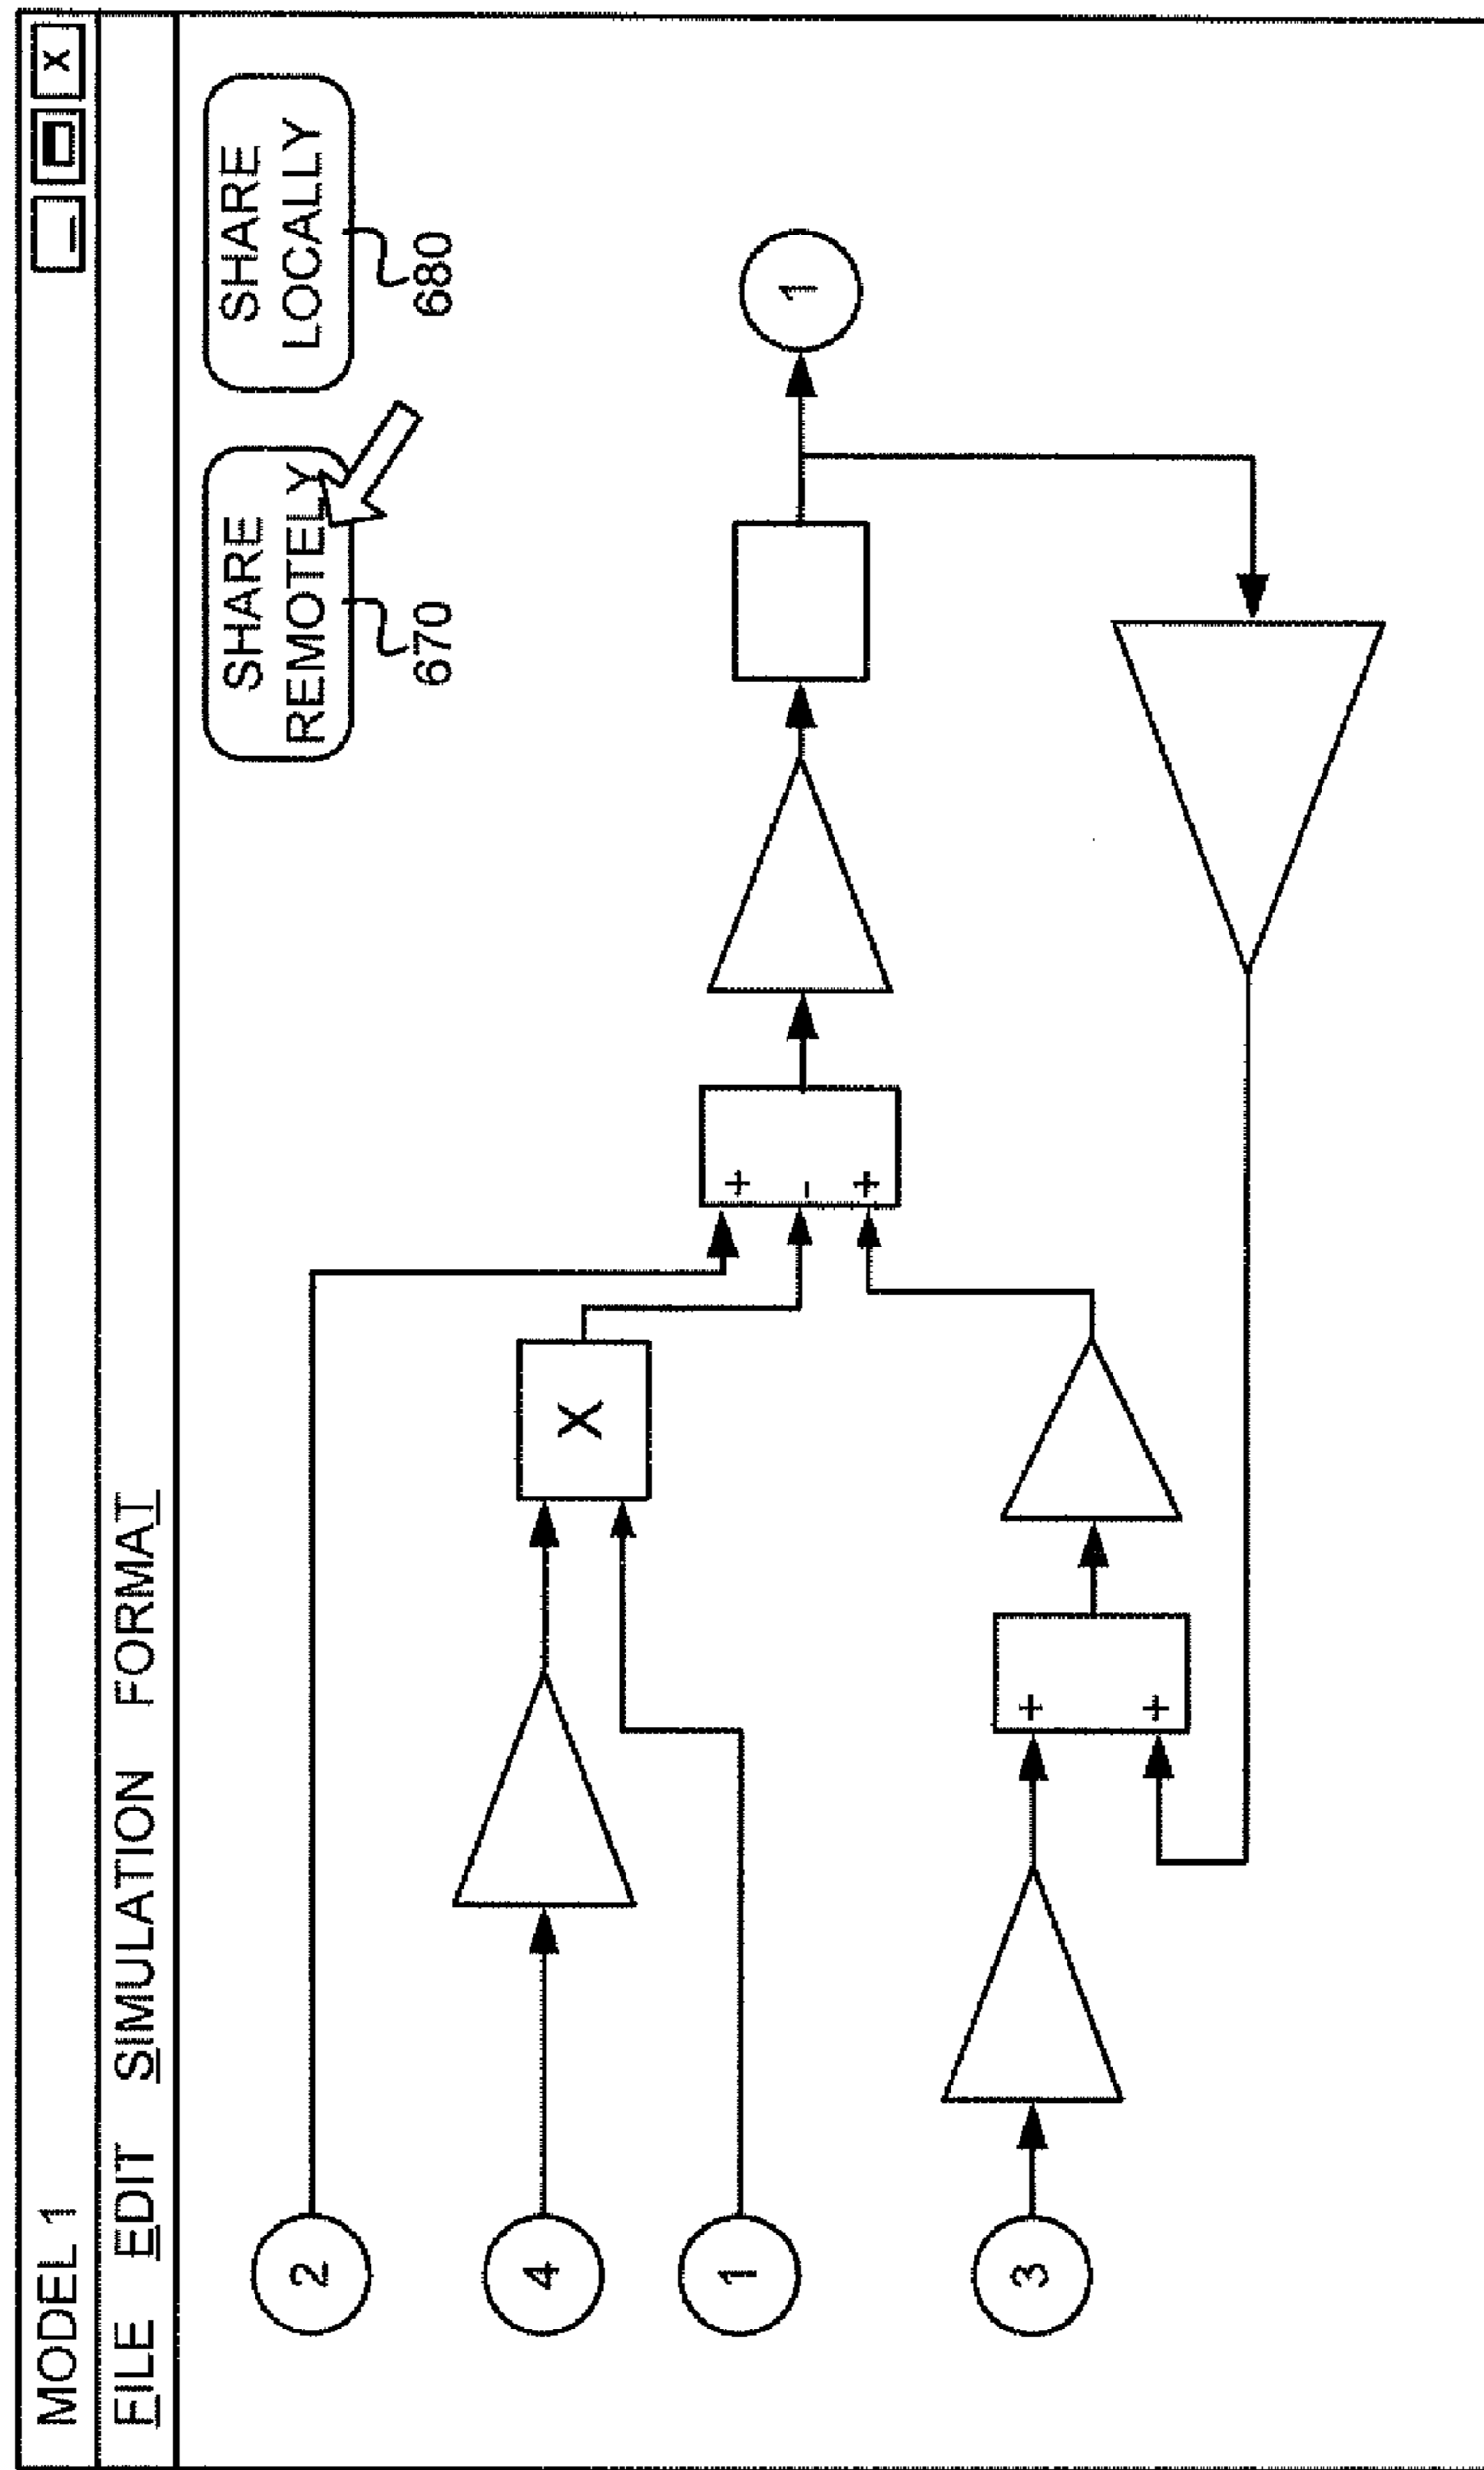 MODEL 1
_ X
FILE EDIT SIMULATION FORMAT
SHARE
REMOTELY
670
SHARE
LOCALLY
680
2
4
X
1
+
-
+
1
3
+
+